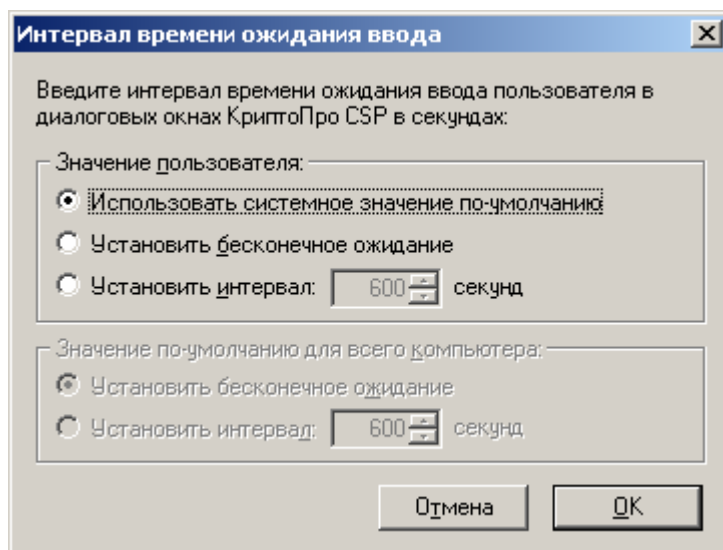 Интервал времени ожидания ввода
Введите интервал времени ожидания ввода пользователя в
диалоговых окнах КриптоПро CSP в секундах:
Значение пользователя:
Использовать системное значение по-умолчанию
Установить бесконечное ожидание
Установить интервал: 600 секунд
Значение по-умолчанию для всего компьютера:
Установить бесконечное ожидание
Установить интервал: 600 секунд
Отмена OK